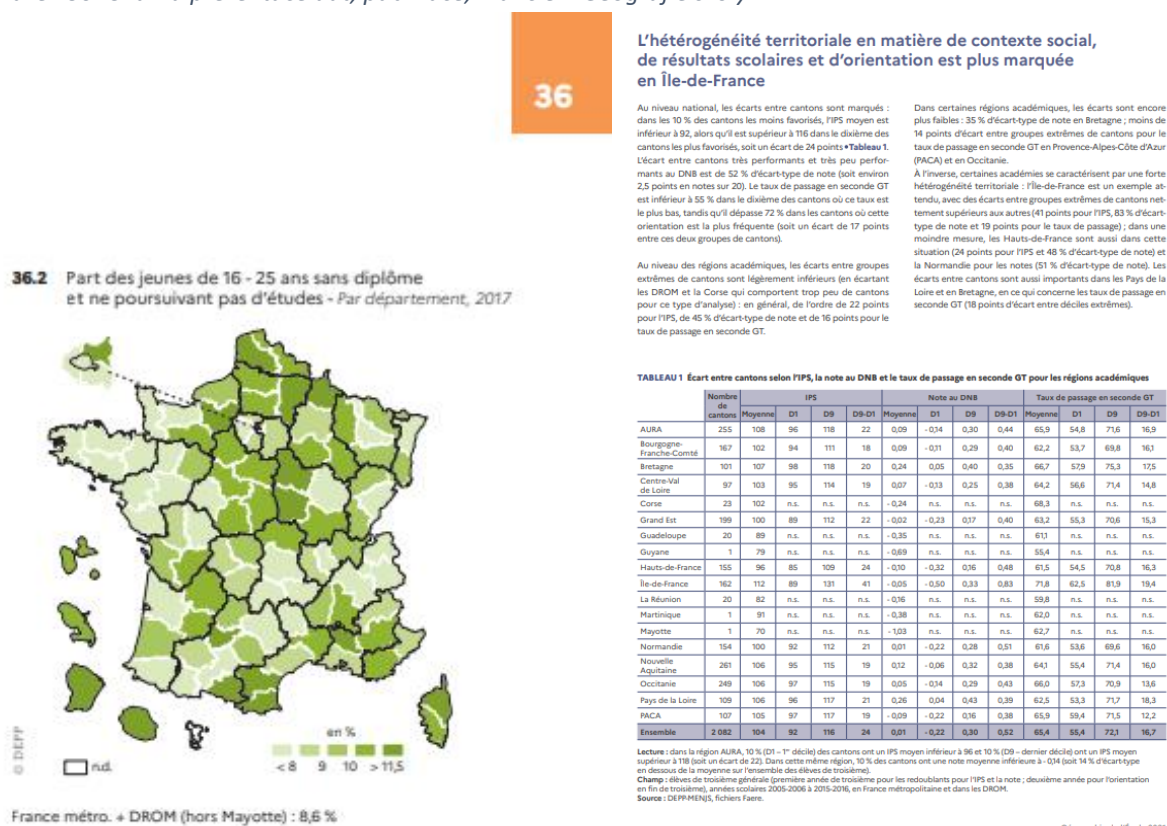 36
36.2 Part des jeunes de 16 - 25 ans sans diplôme
et ne poursuivant pas d'études - Par département, 2017
en %
n.d.
< 8 9 10 > 11,5
© DEPP
France métro. + DROM (hors Mayotte) : 8,6 %
L'hétérogénéité territoriale en matière de contexte social,
de résultats scolaires et d'orientation est plus marquée
en Île-de-France
Au niveau national, les écarts entre cantons sont marqués :
dans les 10 % des cantons les moins favorisés, l'IPS moyen est
inférieur à 92, alors qu'il est supérieur à 116 dans le dixième des
cantons les plus favorisés, soit un écart de 24 points •Tableau 1.
L'écart entre cantons très performants et très peu perfor-
mants au DNB est de 52 % d'écart-type de note (soit environ
2,5 points en notes sur 20). Le taux de passage en seconde GT
est inférieur à 55 % dans le dixième des cantons où ce taux est
le plus bas, tandis qu'il dépasse 72 % dans les cantons où cette
orientation est la plus fréquente (soit un écart de 17 points
entre ces deux groupes de cantons).
Au niveau des régions académiques, les écarts entre groupes
extrêmes de cantons sont légèrement inférieurs (en écartant
les DROM et la Corse qui comportent trop peu de cantons
pour ce type d'analyse) : en général, de l'ordre de 22 points
pour l'IPS, de 45 % d'écart-type de note et de 16 points pour le
taux de passage en seconde GT.
Dans certaines régions académiques, les écarts sont encore
plus faibles : 35 % d'écart-type de note en Bretagne ; moins de
14 points d'écart entre groupes extrêmes de cantons pour le
taux de passage en seconde GT en Provence-Alpes-Côte d'Azur
(PACA) et en Occitanie.
À l'inverse, certaines académies se caractérisent par une forte
hétérogénéité territoriale : l'Île-de-France est un exemple at-
tendu, avec des écarts entre groupes extrêmes de cantons net-
tement supérieurs aux autres (41 points pour l'IPS, 83 % d'écart-
type de note et 19 points pour le taux de passage) ; dans une
moindre mesure, les Hauts-de-France sont aussi dans cette
situation (24 points pour l'IPS et 48 % d'écart-type de note) et
la Normandie pour les notes (51 % d'écart-type de note). Les
écarts entre cantons sont aussi importants dans les Pays de la
Loire et en Bretagne, en ce qui concerne les taux de passage en
seconde GT (18 points d'écart entre déciles extrêmes).
TABLEAU 1 Écart entre cantons selon l'IPS, la note au DNB et le taux de passage en seconde GT pour les régions académiques
Nombre de cantons IPS Note au DNB Taux de passage en seconde GT
Moyenne D1 D9 D9-D1 Moyenne D1 D9 D9-D1 Moyenne D1 D9 D9-D1
AURA 255 108 96 118 22 0,09 - 0,14 0,30 0,44 65,9 54,8 71,6 16,9
Bourgogne-Franche-Comté 167 102 94 111 18 0,09 - 0,11 0,29 0,40 62,2 53,7 69,8 16,1
Bretagne 101 107 98 118 20 0,24 0,05 0,40 0,35 66,7 57,9 75,3 17,5
Centre-Val de Loire 97 103 95 114 19 0,07 - 0,13 0,25 0,38 64,2 56,6 71,4 14,8
Corse 23 102 n.s. n.s. n.s. - 0,24 n.s. n.s. n.s. 68,3 n.s. n.s. n.s.
Grand Est 199 100 89 112 22 - 0,02 - 0,23 0,17 0,40 63,2 55,3 70,6 15,3
Guadeloupe 20 89 n.s. n.s. n.s. - 0,35 n.s. n.s. n.s. 61,1 n.s. n.s. n.s.
Guyane 1 79 n.s. n.s. n.s. - 0,69 n.s. n.s. n.s. 55,4 n.s. n.s. n.s.
Hauts-de-France 155 96 85 109 24 - 0,10 - 0,32 0,16 0,48 61,5 54,5 70,8 16,3
Île-de-France 162 112 89 131 41 - 0,05 - 0,50 0,33 0,83 71,8 62,5 81,9 19,4
La Réunion 20 82 n.s. n.s. n.s. - 0,16 n.s. n.s. n.s. 59,8 n.s. n.s. n.s.
Martinique 1 91 n.s. n.s. n.s. - 0,38 n.s. n.s. n.s. 62,0 n.s. n.s. n.s.
Mayotte 1 70 n.s. n.s. n.s. - 1,03 n.s. n.s. n.s. 62,7 n.s. n.s. n.s.
Normandie 154 100 92 112 21 0,01 - 0,22 0,28 0,51 61,6 53,6 69,6 16,0
Nouvelle Aquitaine 261 106 95 115 19 0,12 - 0,06 0,32 0,38 64,1 55,4 71,4 16,0
Occitanie 249 106 97 115 19 0,05 - 0,14 0,29 0,43 66,0 57,3 70,9 13,6
Pays de la Loire 109 106 96 117 21 0,26 0,04 0,43 0,39 62,5 53,3 71,7 18,3
PACA 107 105 97 117 19 - 0,09 - 0,22 0,16 0,38 65,9 59,4 71,5 12,2
Ensemble 2 082 104 92 116 24 0,01 - 0,22 0,30 0,52 65,4 55,4 72,1 16,7
Lecture : dans la région AURA, 10 % (D1 – 1er décile) des cantons ont un IPS moyen inférieur à 96 et 10 % (D9 – dernier décile) ont un IPS moyen
supérieur à 118 (soit un écart de 22). Dans cette même région, 10 % des cantons ont une note moyenne inférieure à - 0,14 (soit 14 % d'écart-type
en dessous de la moyenne sur l'ensemble des élèves de troisième).
Champ : élèves de troisième générale (première année de troisième pour les redoublants pour l'IPS et la note ; deuxième année pour l'orientation
en fin de troisième), années scolaires 2005-2006 à 2015-2016, en France métropolitaine et dans les DROM.
Source : DEPP-MENJS, fichiers Faere.